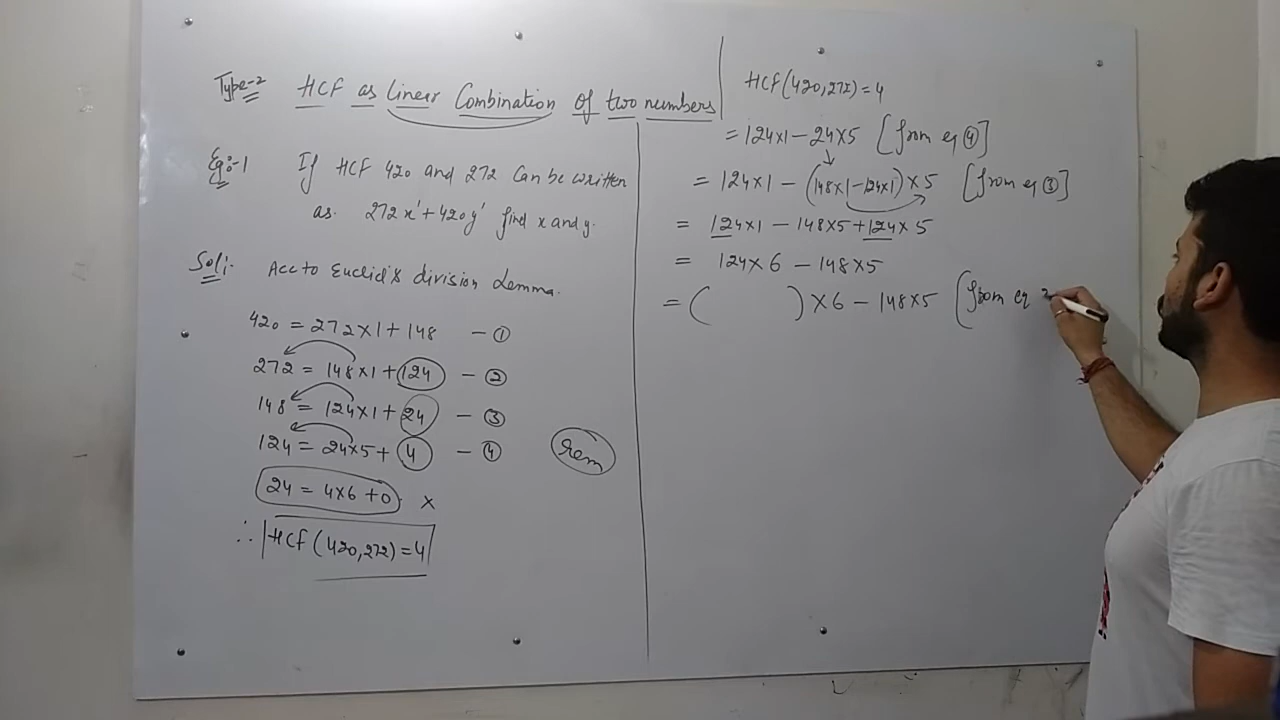 Type-2 HCF as Linear Combination of two numbers
Eg:-1 If HCF 420 and 272 Can be written
as. 272x'+420y' find x and y.
Sol:- Acc to Euclid's division Lemma.
420 = 272x1 + 148 - ①
272 = 148x1 + 124 - ②
148 = 124x1 + 24 - ③
124 = 24x5 + 4 - ④
Rem
24 = 4x6 + 0 x
∴ HCF (420,272) = 4
HCF (420,272) = 4
= 124x1 - 24x5 [from eq ④]
= 124x1 - (148x1 - 124x1) x 5 [from eq ③]
= 124x1 - 148x5 + 124x5
= 124x6 - 148x5
= ( ) x 6 - 148x5 [from eq 2